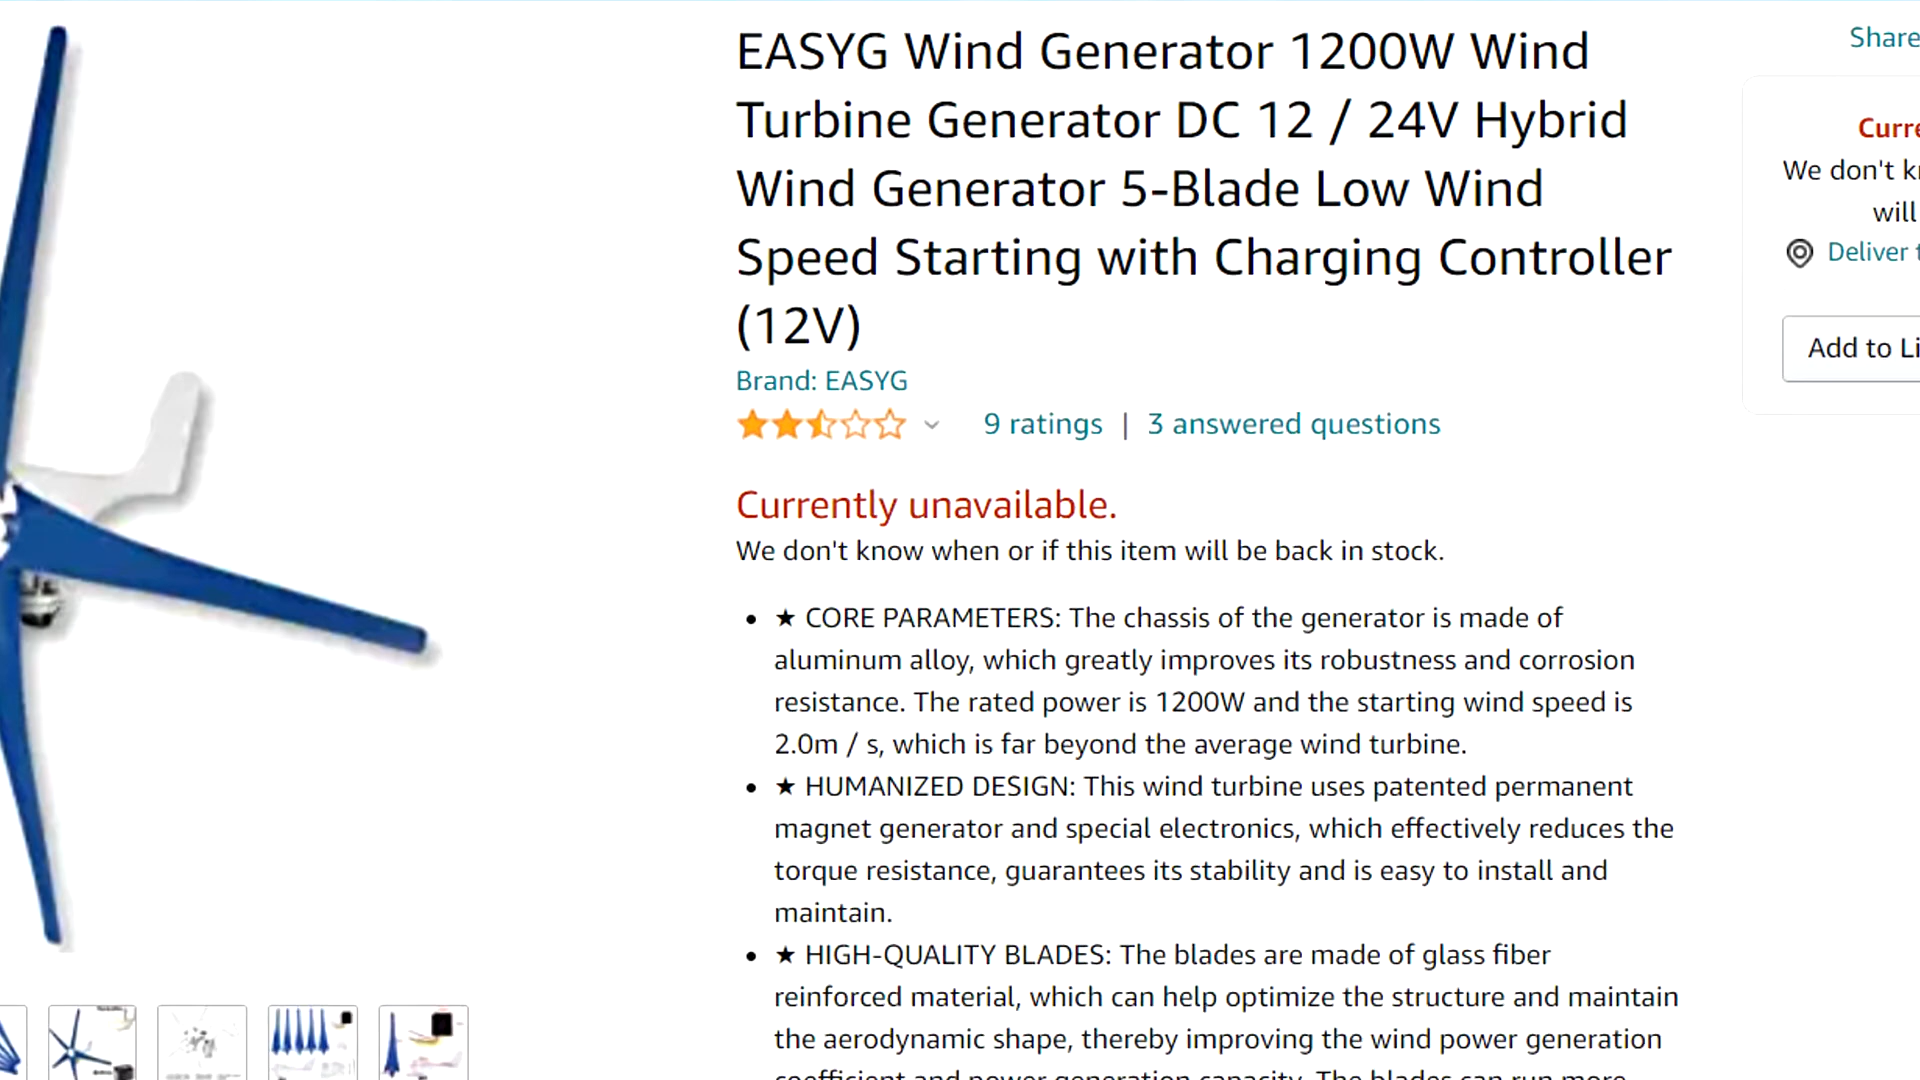 Share
EASYG Wind Generator 1200W Wind
Turbine Generator DC 12 / 24V Hybrid
Wind Generator 5-Blade Low Wind
Speed Starting with Charging Controller
(12V)
Brand: EASYG
9 ratings | 3 answered questions
Currently unavailable.
We don't know when or if this item will be back in stock.
• ★ CORE PARAMETERS: The chassis of the generator is made of
aluminum alloy, which greatly improves its robustness and corrosion
resistance. The rated power is 1200W and the starting wind speed is
2.0m / s, which is far beyond the average wind turbine.
• ★ HUMANIZED DESIGN: This wind turbine uses patented permanent
magnet generator and special electronics, which effectively reduces the
torque resistance, guarantees its stability and is easy to install and
maintain.
• ★ HIGH-QUALITY BLADES: The blades are made of glass fiber
reinforced material, which can help optimize the structure and maintain
the aerodynamic shape, thereby improving the wind power generation
coefficient and power generation capacity. The blades can run more
Curre
We don't k
will
Deliver t
Add to Li